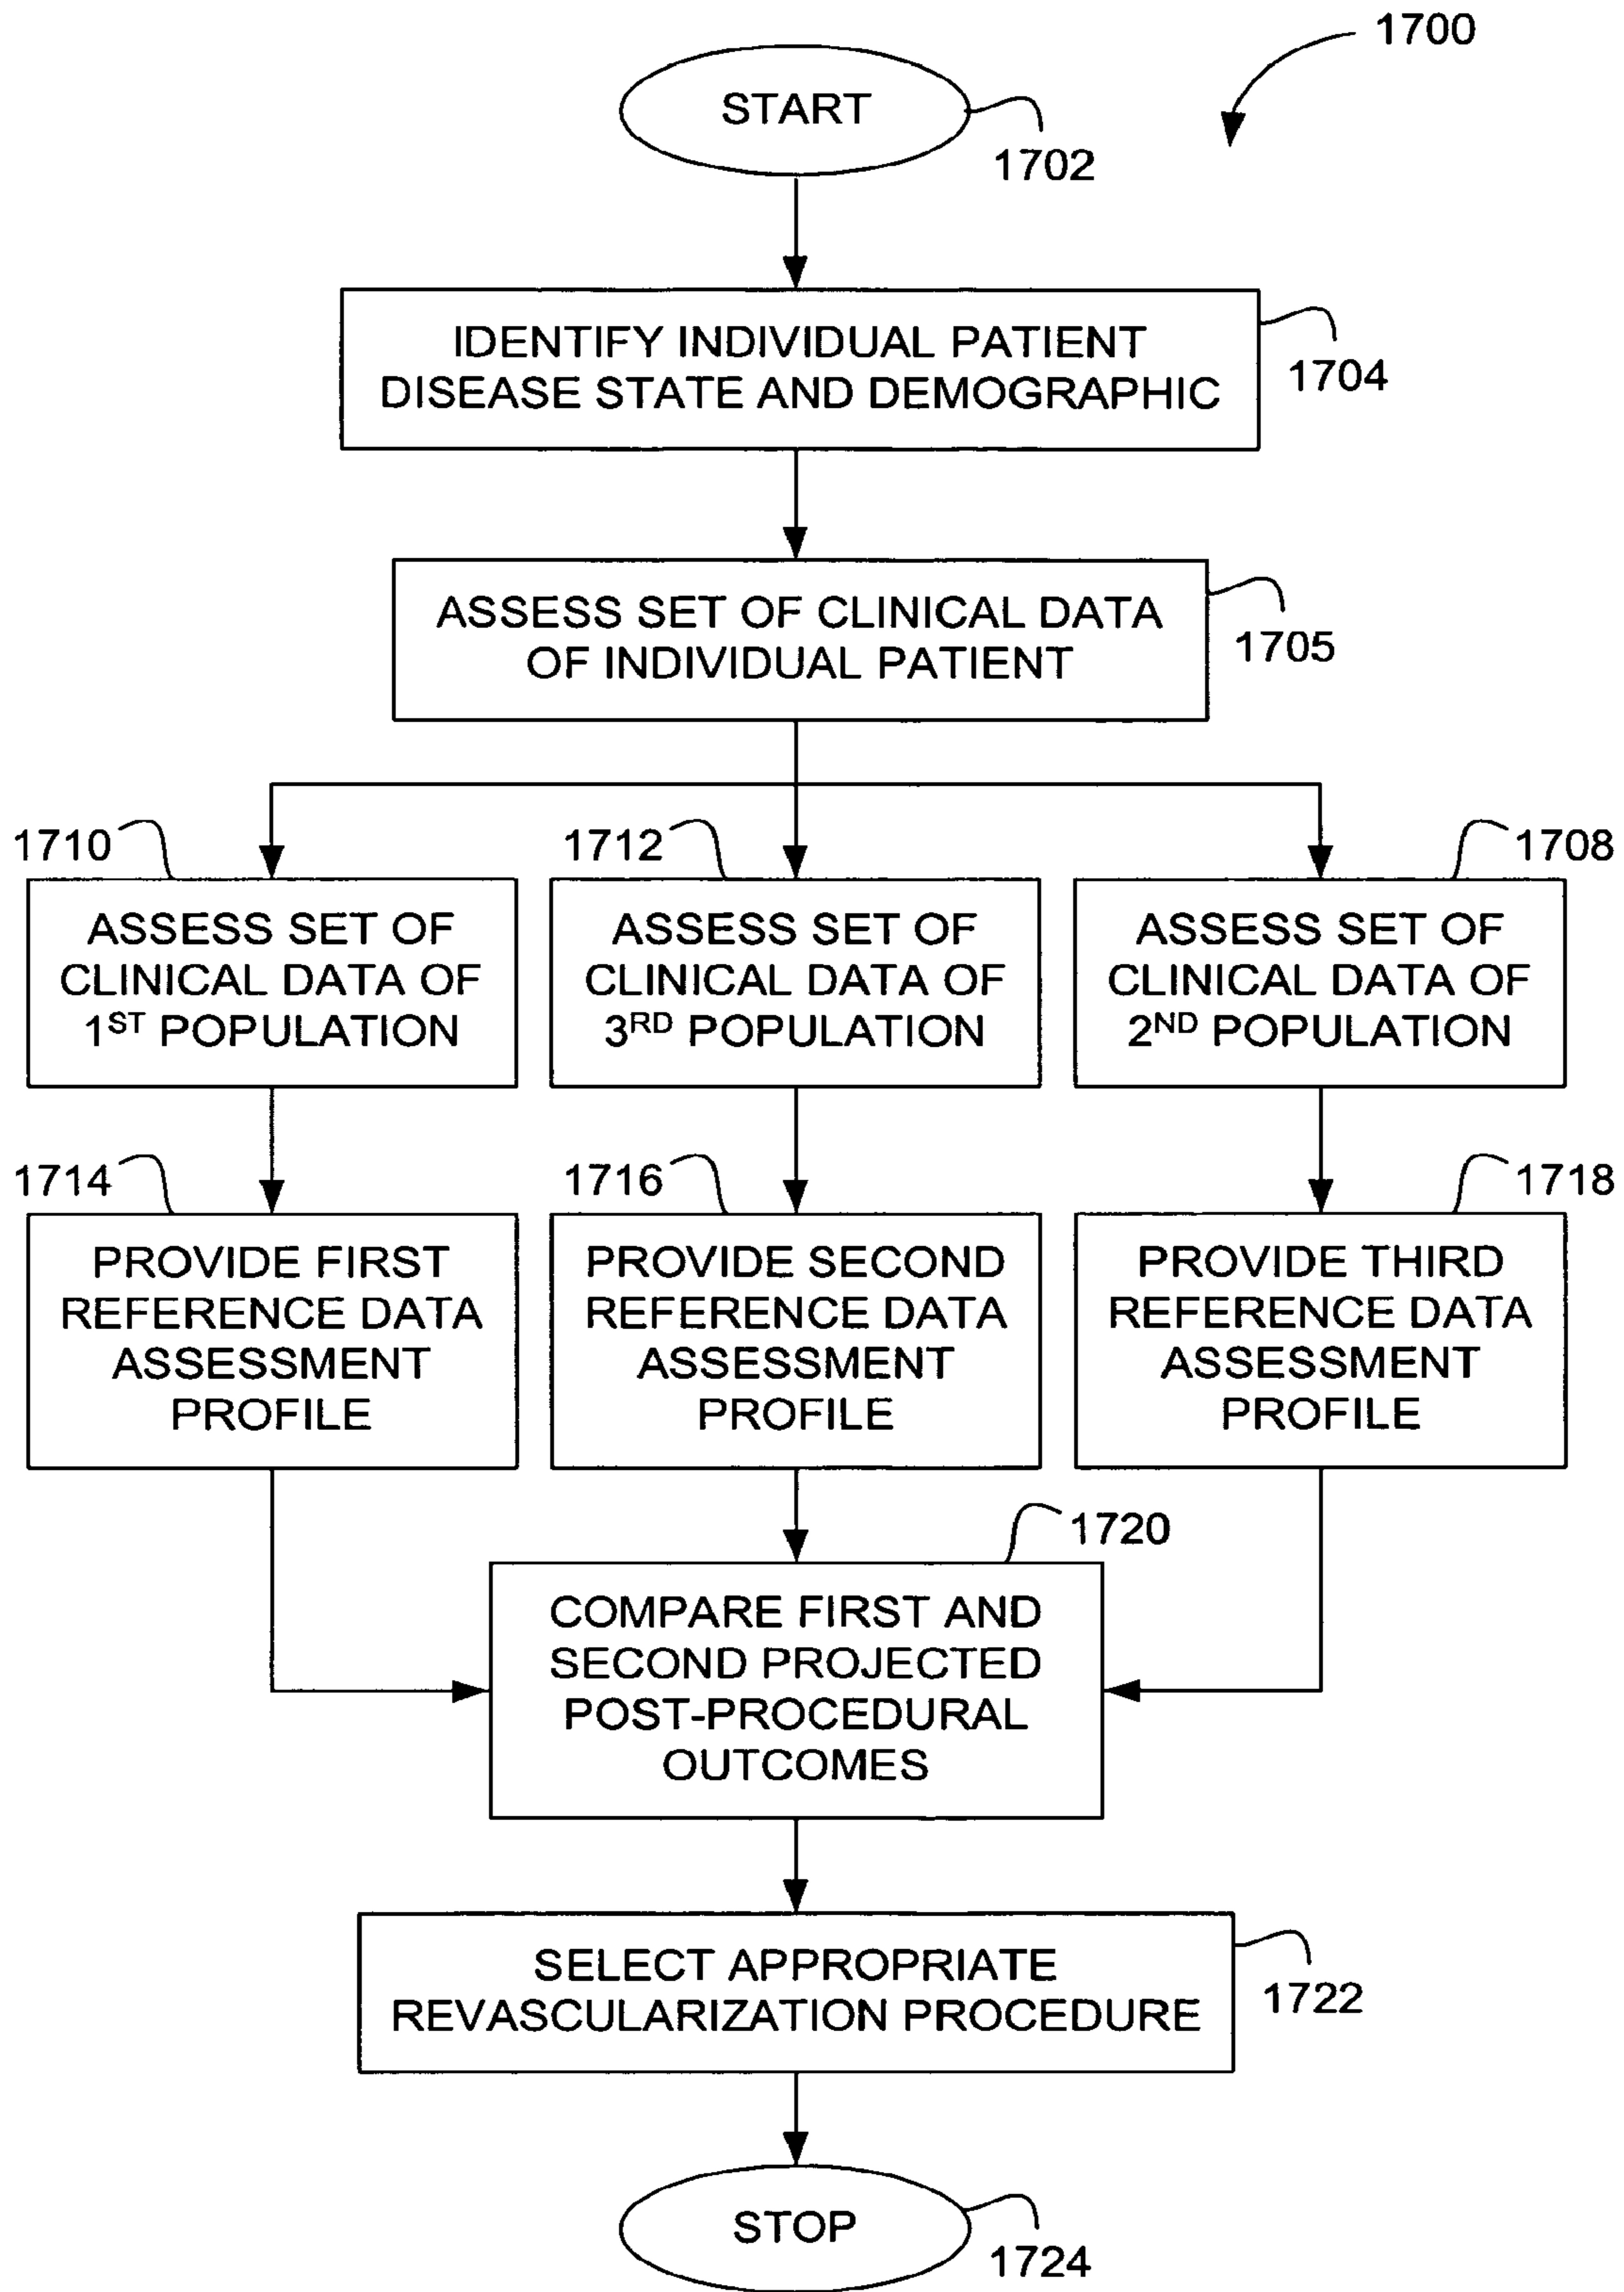 1700
START
1702
IDENTIFY INDIVIDUAL PATIENT
DISEASE STATE AND DEMOGRAPHIC
1704
ASSESS SET OF CLINICAL DATA
OF INDIVIDUAL PATIENT
1705
1710
ASSESS SET OF
CLINICAL DATA OF
1ST POPULATION
1712
ASSESS SET OF
CLINICAL DATA OF
3RD POPULATION
1708
ASSESS SET OF
CLINICAL DATA OF
2ND POPULATION
1714
PROVIDE FIRST
REFERENCE DATA
ASSESSMENT
PROFILE
1716
PROVIDE SECOND
REFERENCE DATA
ASSESSMENT
PROFILE
1718
PROVIDE THIRD
REFERENCE DATA
ASSESSMENT
PROFILE
1720
COMPARE FIRST AND
SECOND PROJECTED
POST-PROCEDURAL
OUTCOMES
SELECT APPROPRIATE
REVASCULARIZATION PROCEDURE
1722
STOP
1724